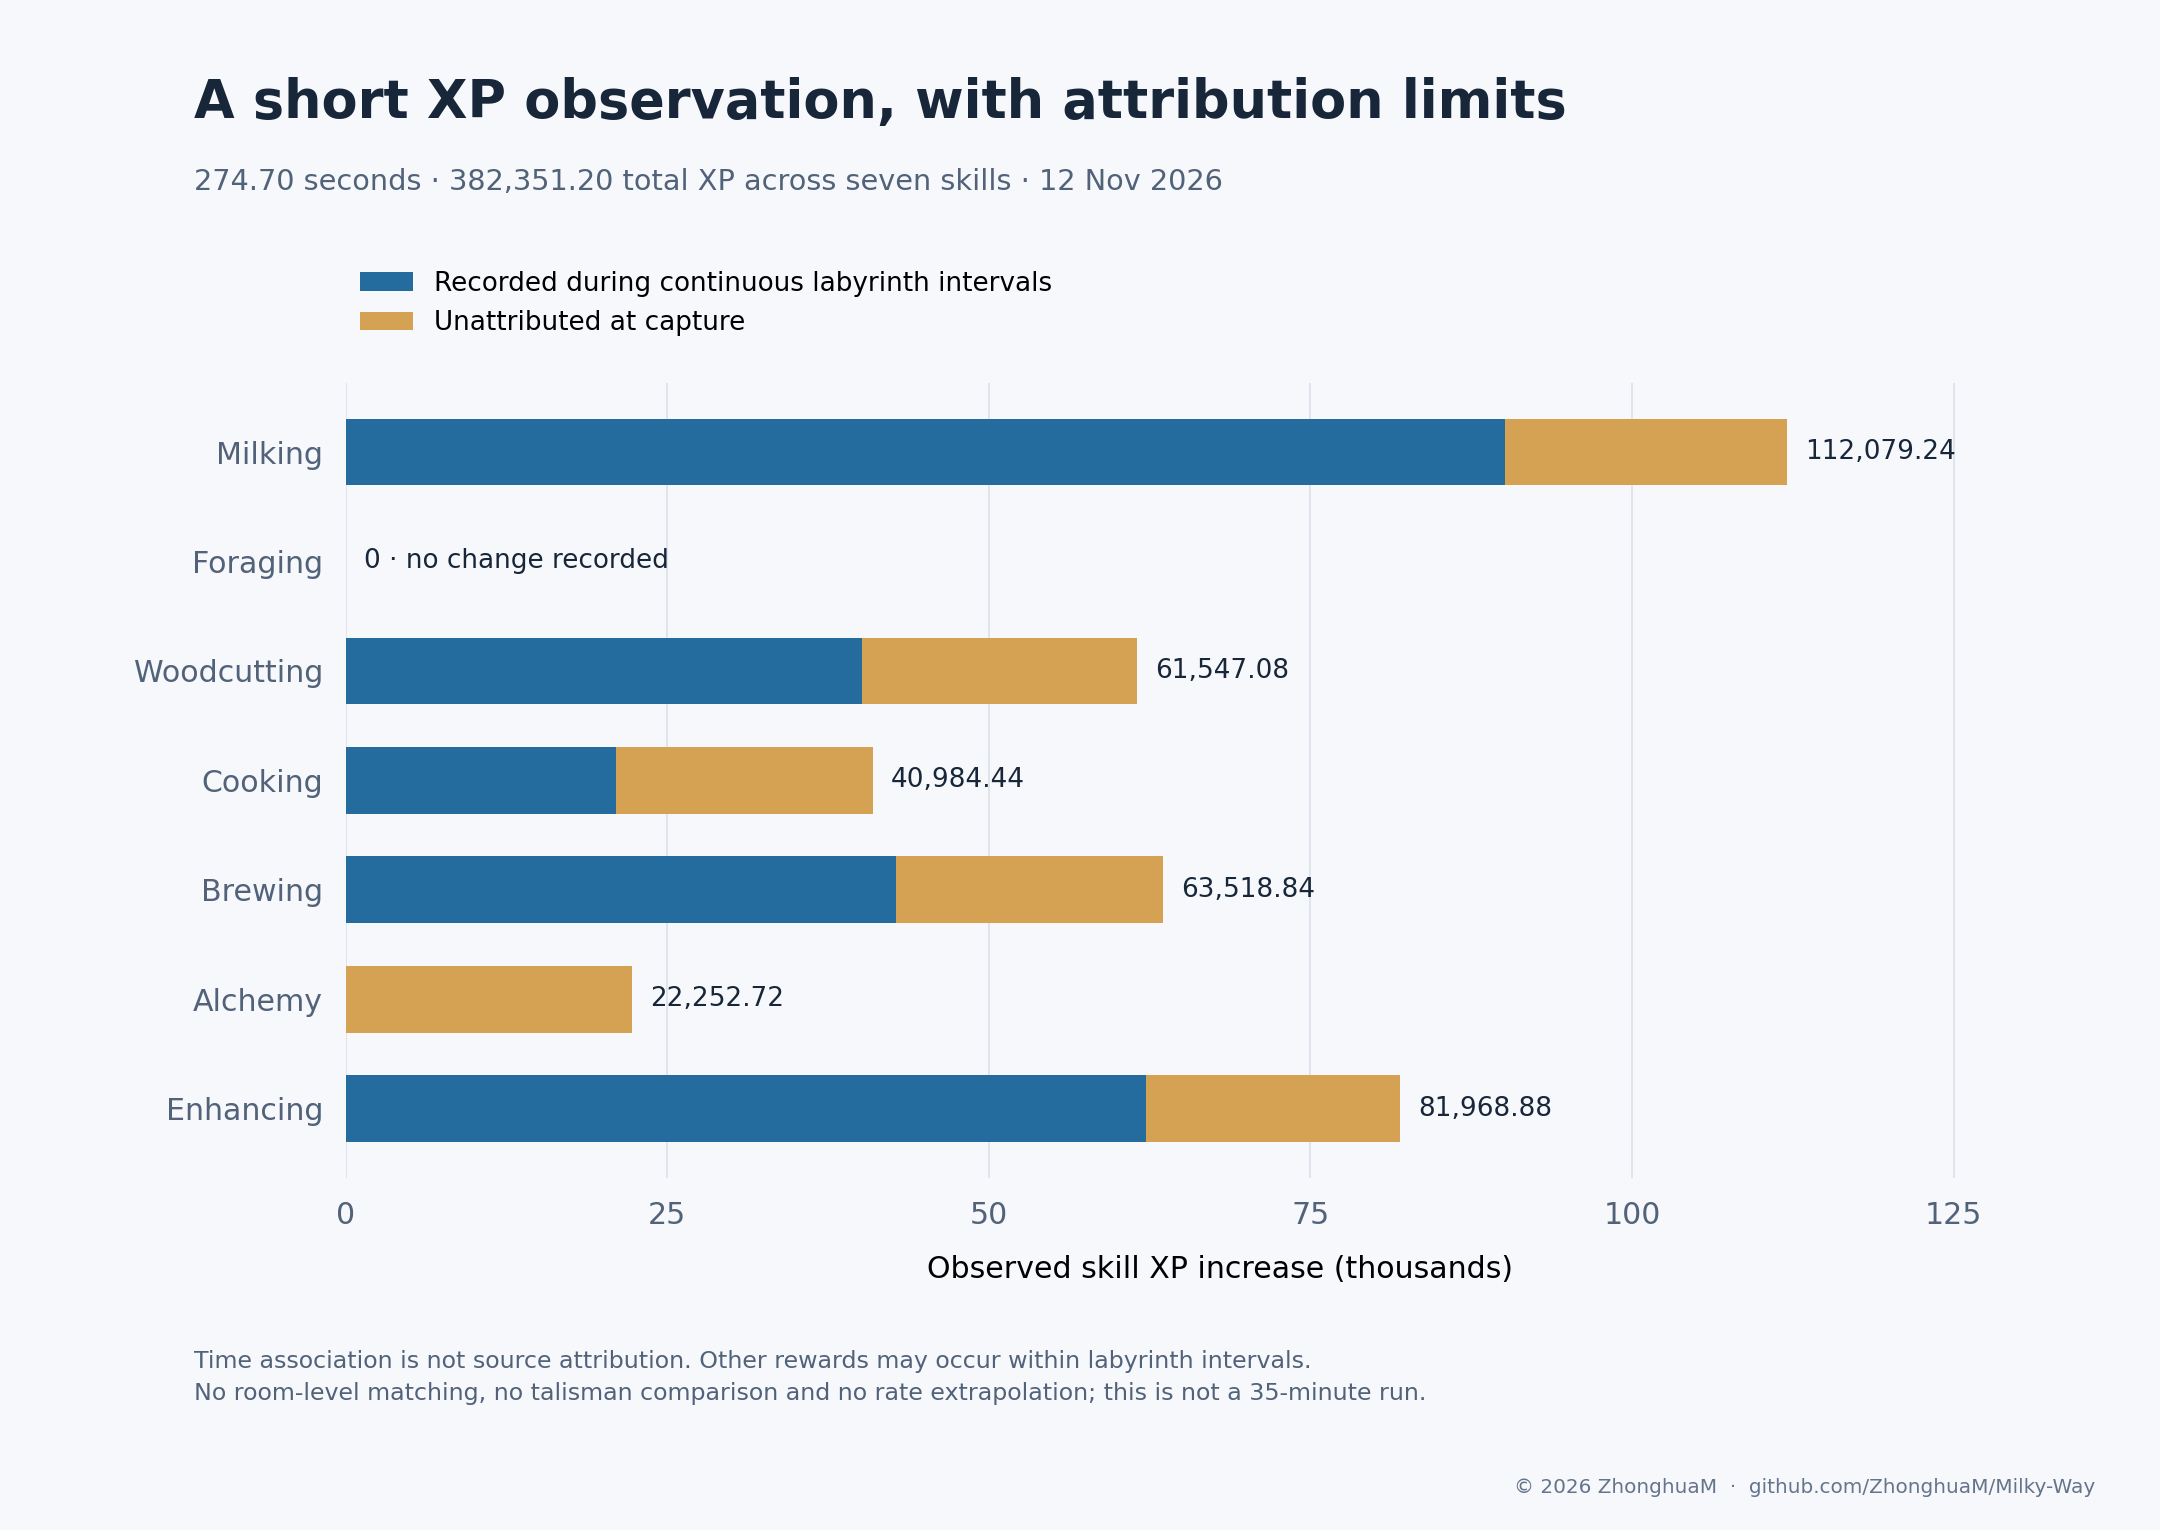 A short XP observation, with attribution limits
274.70 seconds · 382,351.20 total XP across seven skills · 12 Nov 2026
Recorded during continuous labyrinth intervals
Unattributed at capture
Milking 112,079.24
Foraging 0 · no change recorded
Woodcutting 61,547.08
Cooking 40,984.44
Brewing 63,518.84
Alchemy 22,252.72
Enhancing 81,968.88
0 25 50 75 100 125
Observed skill XP increase (thousands)
Time association is not source attribution. Other rewards may occur within labyrinth intervals.
No room-level matching, no talisman comparison and no rate extrapolation; this is not a 35-minute run.
© 2026 ZhonghuaM · github.com/ZhonghuaM/Milky-Way